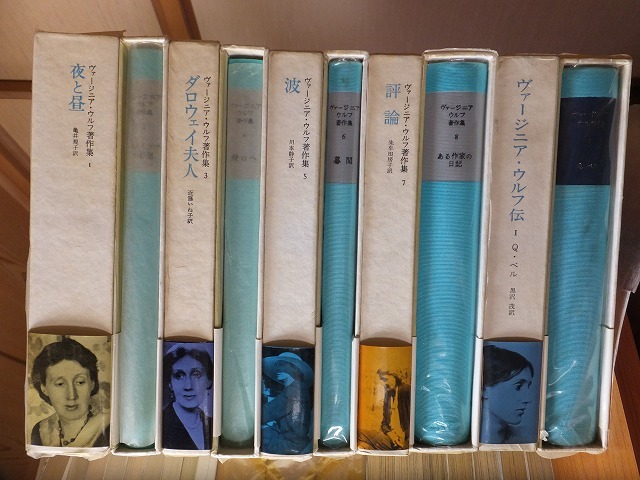 ヴァージニア・ウルフ著作集 1
夜と昼
亀井規子訳
ヴァージニア・ウルフ著作集 3
ダロウェイ夫人
近藤いね子訳
ヴァージニア・ウルフ著作集 5
波
川本静子訳
ヴァージニア
ウルフ
著作集
6
幕間
ヴァージニア・ウルフ著作集 7
評論
朱牟田房子訳
ヴァージニア
ウルフ
著作集
8
ある作家の
日記
ヴァージニア・ウルフ伝
I Q・ベル
黒沢 茂訳